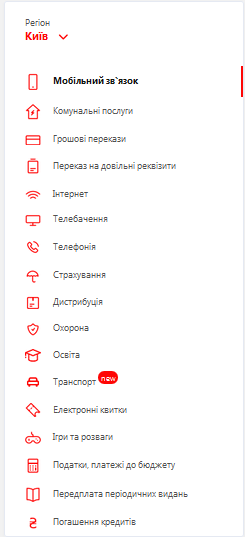 Регіон
Київ
Мобільний зв`язок
Комунальні послуги
Грошові перекази
Переказ на довільні реквізити
Інтернет
Телебачення
Телефонія
Страхування
Дистрибуція
Охорона
Освіта
Транспорт new
Електронні квитки
Ігри та розваги
Податки, платежі до бюджету
Передплата періодичних видань
Погашення кредитів